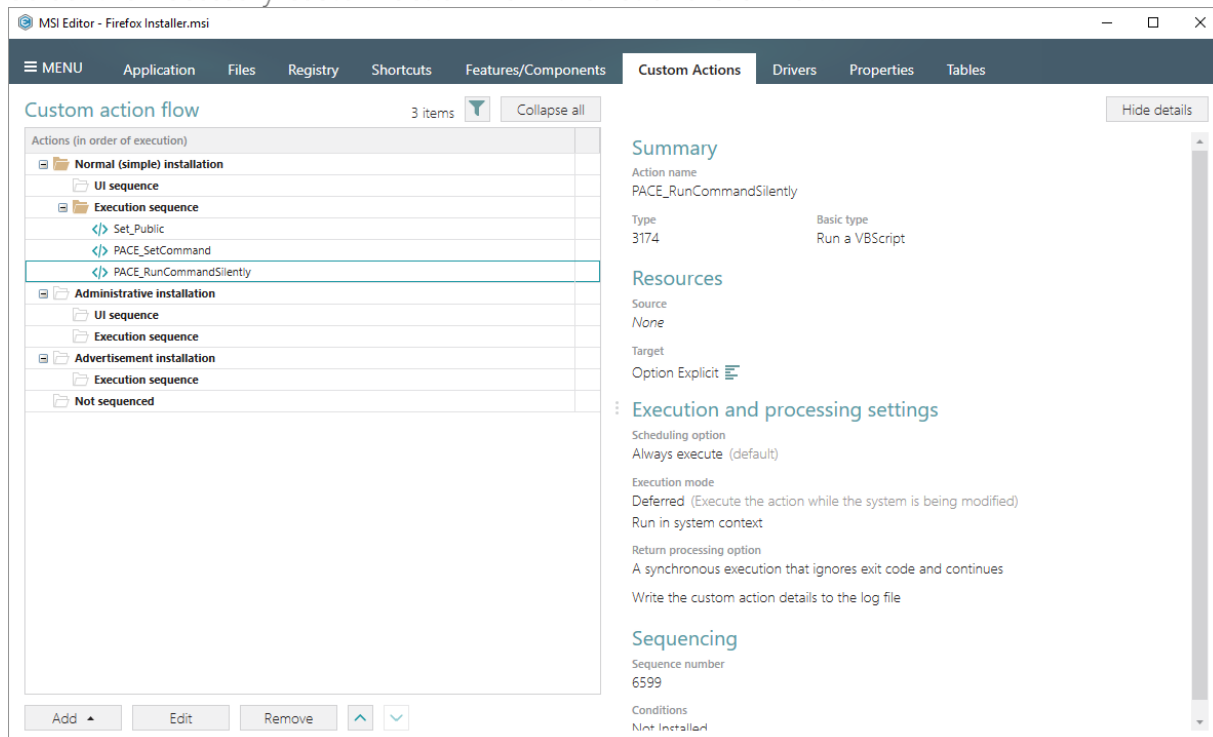 MSI Editor - Firefox Installer.msi
MENU Application Files Registry Shortcuts Features/Components Custom Actions Drivers Properties Tables
Custom action flow
3 items
Collapse all
Hide details
Actions (in order of execution)
Normal (simple) installation
UI sequence
Execution sequence
Set_Public
PACE_SetCommand
PACE_RunCommandSilently
Administrative installation
UI sequence
Execution sequence
Advertisement installation
Execution sequence
Not sequenced
Add Edit Remove
Summary
Action name
PACE_RunCommandSilently
Type Basic type
3174 Run a VBScript
Resources
Source
None
Target
Option Explicit
Execution and processing settings
Scheduling option
Always execute (default)
Execution mode
Deferred (Execute the action while the system is being modified)
Run in system context
Return processing option
A synchronous execution that ignores exit code and continues
Write the custom action details to the log file
Sequencing
Sequence number
6599
Conditions
Not Installed